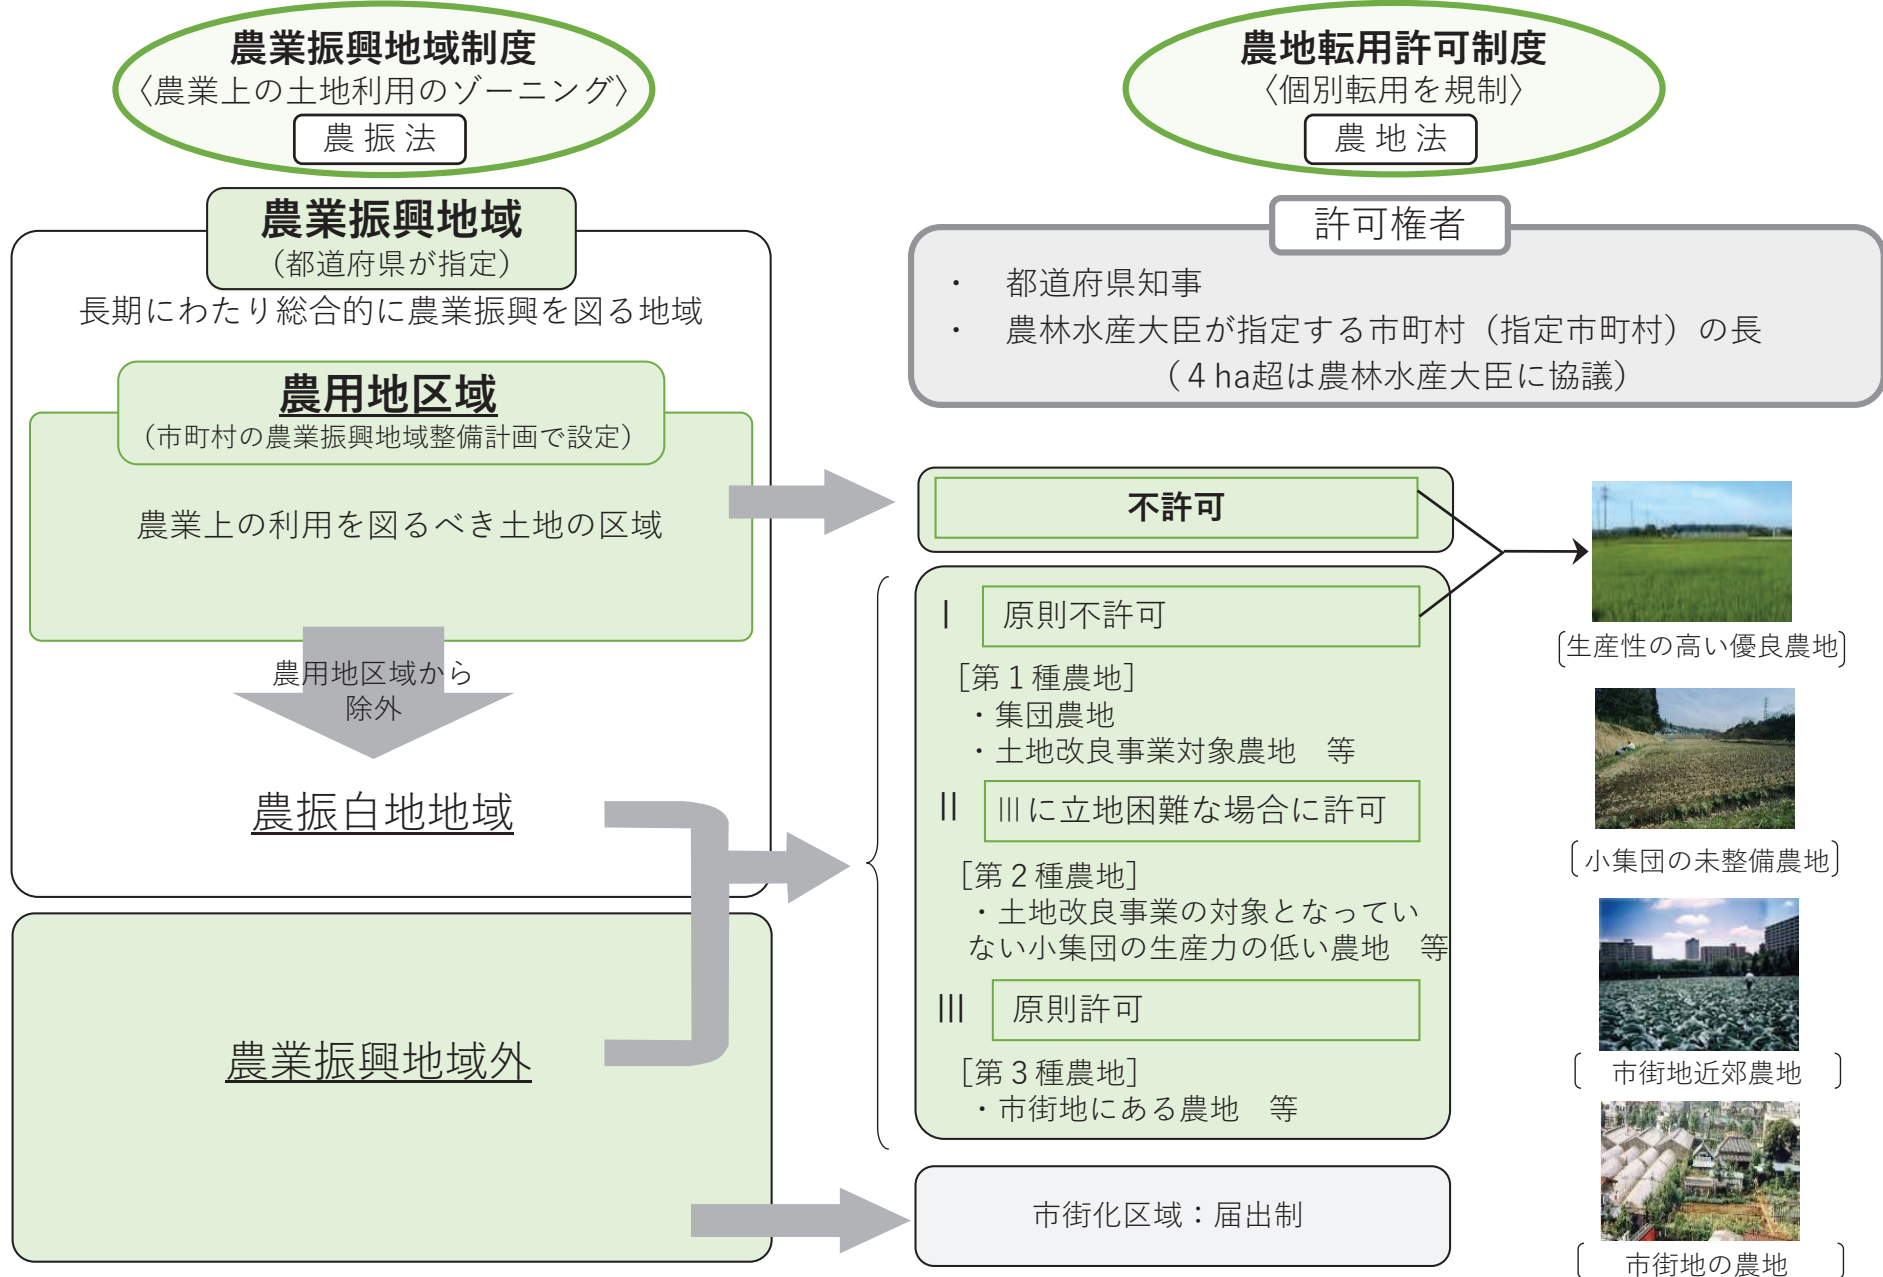 農業振興地域制度
〈農業上の土地利用のゾーニング〉
農振法
農業振興地域
（都道府県が指定）
長期にわたり総合的に農業振興を図る地域
農用地区域
（市町村の農業振興地域整備計画で設定）
農業上の利用を図るべき土地の区域
農用地区域から
除外
農振白地地域
農業振興地域外
農地転用許可制度
〈個別転用を規制〉
農地法
許可権者
・　都道府県知事
・　農林水産大臣が指定する市町村（指定市町村）の長
（４ha超は農林水産大臣に協議）
不許可
Ⅰ 原則不許可
［第１種農地］
・集団農地
・土地改良事業対象農地　等
Ⅱ Ⅲに立地困難な場合に許可
［第２種農地］
・土地改良事業の対象となってい
ない小集団の生産力の低い農地　等
Ⅲ 原則許可
［第３種農地］
・市街地にある農地　等
市街化区域：届出制
〔生産性の高い優良農地〕
〔小集団の未整備農地〕
〔　市街地近郊農地　〕
〔　市街地の農地　〕